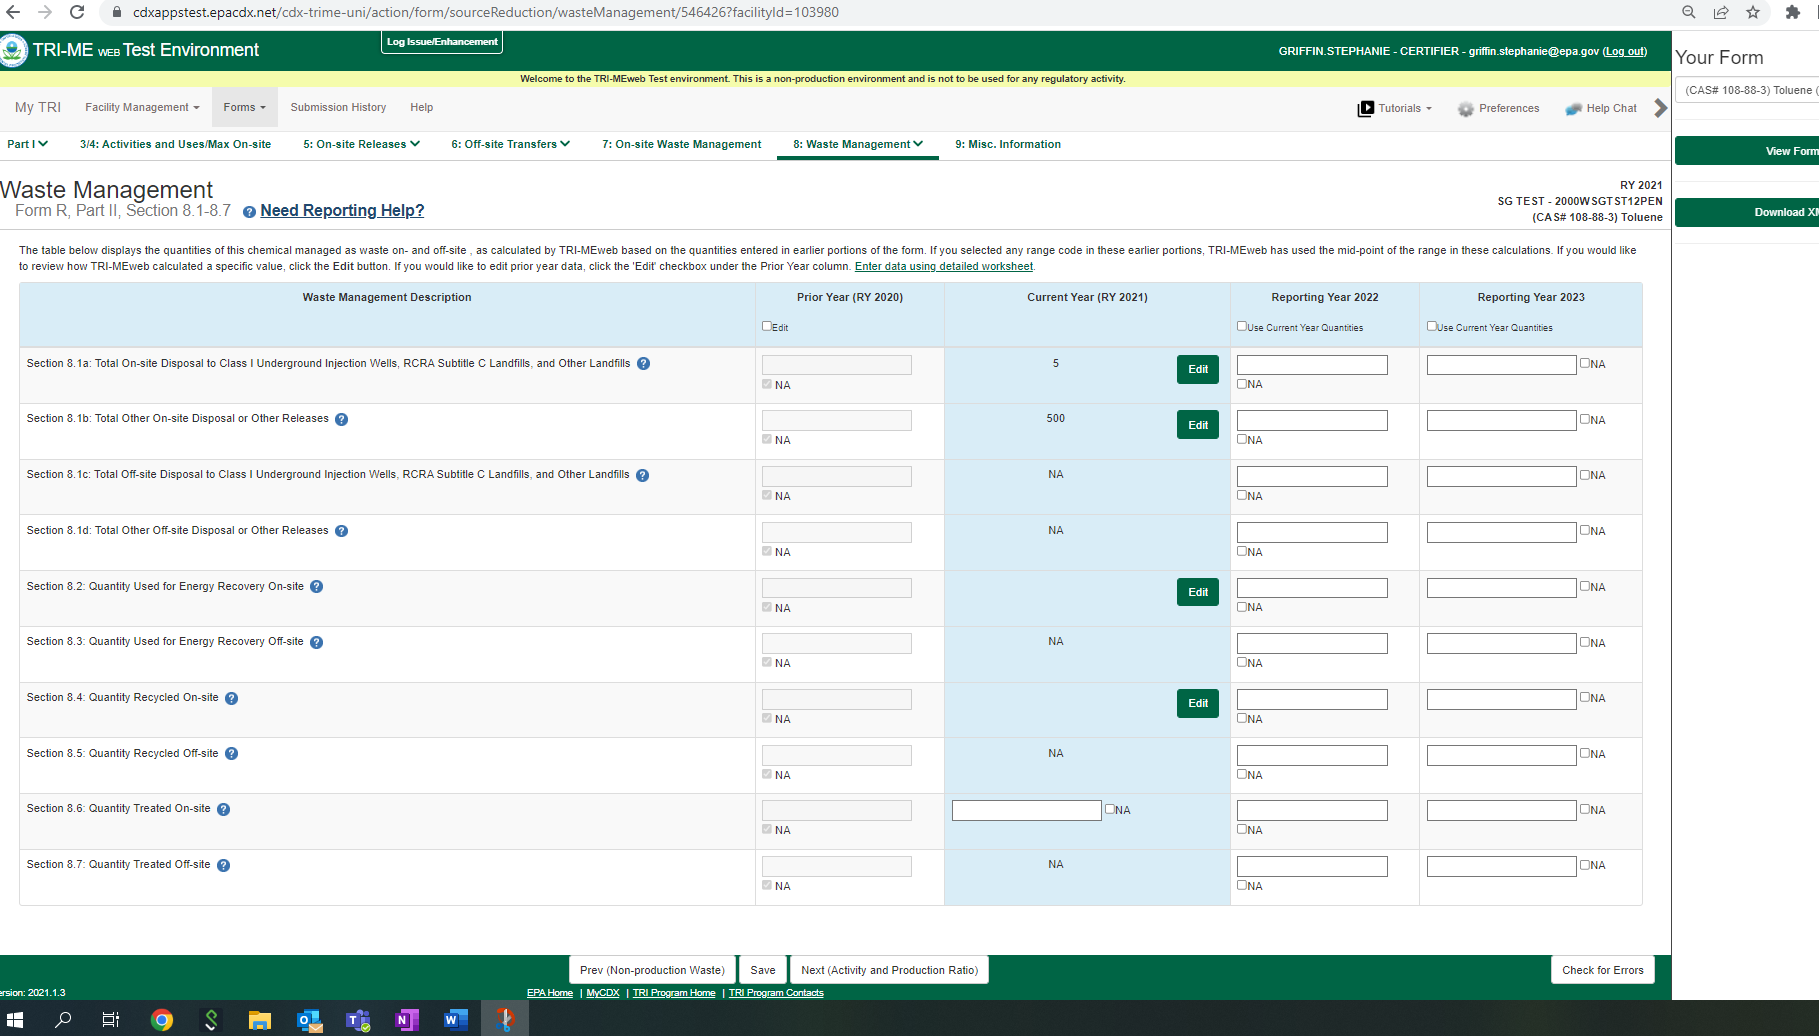 cdxappstest.epacdx.net/cdx-trime-uni/action/form/sourceReduction/wasteManagement/546426?facilityId=103980
TRI-ME WEB Test Environment
Log Issue/Enhancement
GRIFFIN.STEPHANIE - CERTIFIER - griffin.stephanie@epa.gov (Log out)
Your Form
Welcome to the TRI-MEweb Test environment. This is a non-production environment and is not to be used for any regulatory activity.
(CAS# 108-88-3) Toluene (
My TRI Facility Management Forms Submission History Help Tutorials Preferences Help Chat
Part I 3/4: Activities and Uses/Max On-site 5: On-site Releases 6: Off-site Transfers 7: On-site Waste Management 8: Waste Management 9: Misc. Information
View Form
Waste Management
Form R, Part II, Section 8.1-8.7 ? Need Reporting Help?
RY 2021
SG TEST - 2000WSGTST12PEN
(CAS# 108-88-3) Toluene
Download XM
The table below displays the quantities of this chemical managed as waste on- and off-site , as calculated by TRI-MEweb based on the quantities entered in earlier portions of the form. If you selected any range code in these earlier portions, TRI-MEweb has used the mid-point of the range in these calculations. If you would like
to review how TRI-MEweb calculated a specific value, click the Edit button. If you would like to edit prior year data, click the 'Edit' checkbox under the Prior Year column. Enter data using detailed worksheet.
Waste Management Description Prior Year (RY 2020) Current Year (RY 2021) Reporting Year 2022 Reporting Year 2023
Edit Use Current Year Quantities Use Current Year Quantities
Section 8.1a: Total On-site Disposal to Class I Underground Injection Wells, RCRA Subtitle C Landfills, and Other Landfills ? 5 Edit NA
NA NA
Section 8.1b: Total Other On-site Disposal or Other Releases ? 500 Edit NA
NA NA
Section 8.1c: Total Off-site Disposal to Class I Underground Injection Wells, RCRA Subtitle C Landfills, and Other Landfills ? NA NA
NA NA
Section 8.1d: Total Other Off-site Disposal or Other Releases ? NA NA
NA NA
Section 8.2: Quantity Used for Energy Recovery On-site ? Edit NA
NA NA
Section 8.3: Quantity Used for Energy Recovery Off-site ? NA NA
NA NA
Section 8.4: Quantity Recycled On-site ? Edit NA
NA NA
Section 8.5: Quantity Recycled Off-site ? NA NA
NA NA
Section 8.6: Quantity Treated On-site ? NA NA
NA NA
Section 8.7: Quantity Treated Off-site ? NA NA
NA NA
Prev (Non-production Waste) Save Next (Activity and Production Ratio) Check for Errors
ersion: 2021.1.3
EPA Home | MyCDX | TRI Program Home | TRI Program Contacts